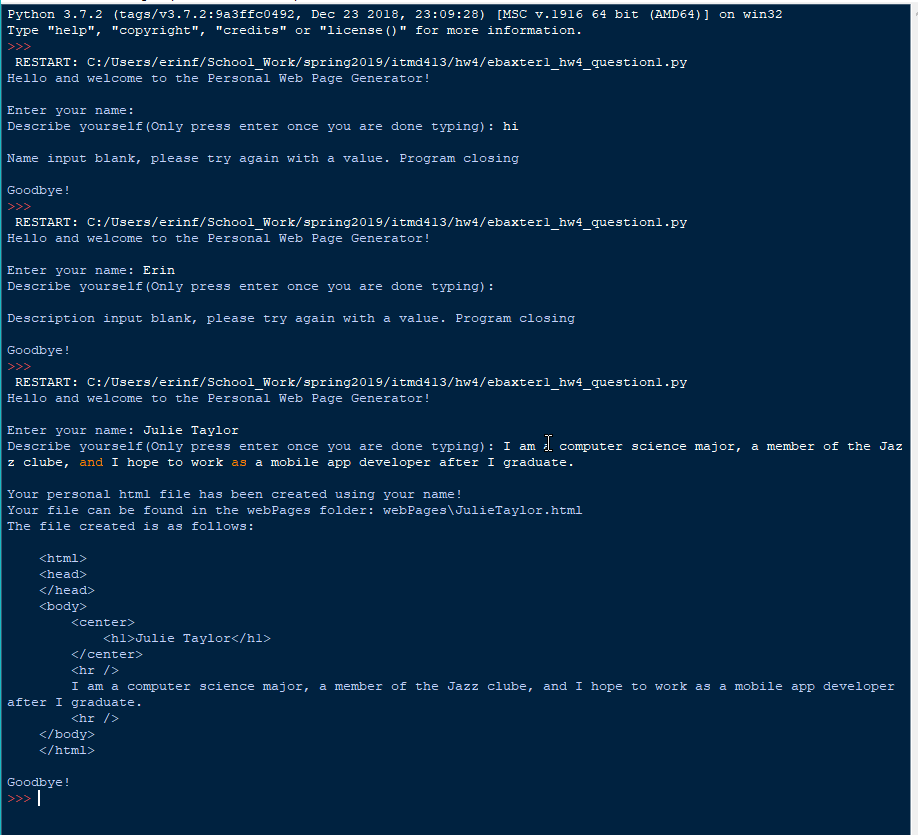 Python 3.7.2 (tags/v3.7.2:9a3ffc0492, Dec 23 2018, 23:09:28) [MSC v.1916 64 bit (AMD64)] on win32
Type "help", "copyright", "credits" or "license()" for more information.
>>>
 RESTART: C:/Users/erinf/School_Work/spring2019/itmd413/hw4/ebaxter1_hw4_question1.py
Hello and welcome to the Personal Web Page Generator!

Enter your name:
Describe yourself(Only press enter once you are done typing): hi

Name input blank, please try again with a value. Program closing

Goodbye!
>>>
 RESTART: C:/Users/erinf/School_Work/spring2019/itmd413/hw4/ebaxter1_hw4_question1.py
Hello and welcome to the Personal Web Page Generator!

Enter your name: Erin
Describe yourself(Only press enter once you are done typing):

Description input blank, please try again with a value. Program closing

Goodbye!
>>>
 RESTART: C:/Users/erinf/School_Work/spring2019/itmd413/hw4/ebaxter1_hw4_question1.py
Hello and welcome to the Personal Web Page Generator!

Enter your name: Julie Taylor
Describe yourself(Only press enter once you are done typing): I am a computer science major, a member of the Jaz
z clube, and I hope to work as a mobile app developer after I graduate.

Your personal html file has been created using your name!
Your file can be found in the webPages folder: webPages\JulieTaylor.html
The file created is as follows:

    <html>
    <head>
    </head>
    <body>
        <center>
            <h1>Julie Taylor</h1>
        </center>
        <hr />
        I am a computer science major, a member of the Jazz clube, and I hope to work as a mobile app developer
after I graduate.
        <hr />
    </body>
    </html>

Goodbye!
>>>